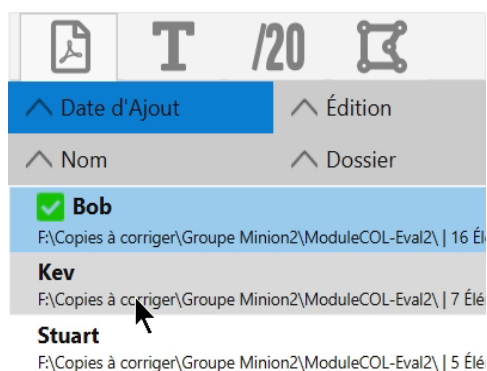 T /20
Date d'Ajout Édition
Nom Dossier
Bob
F:\Copies à corriger\Groupe Minion2\ModuleCOL-Eval2\ | 16 Él
Kev
F:\Copies à corriger\Groupe Minion2\ModuleCOL-Eval2\ | 7 Élé
Stuart
F:\Copies à corriger\Groupe Minion2\ModuleCOL-Eval2\ | 5 Élé